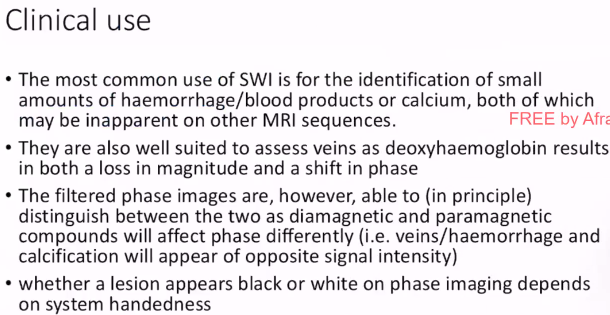 Clinical use
• The most common use of SWI is for the identification of small
amounts of haemorrhage/blood products or calcium, both of which
may be inapparent on other MRI sequences.
FREE by Afra
• They are also well suited to assess veins as deoxyhaemoglobin results
in both a loss in magnitude and a shift in phase
• The filtered phase images are, however, able to (in principle)
distinguish between the two as diamagnetic and paramagnetic
compounds will affect phase differently (i.e. veins/haemorrhage and
calcification will appear of opposite signal intensity)
• whether a lesion appears black or white on phase imaging depends
on system handedness